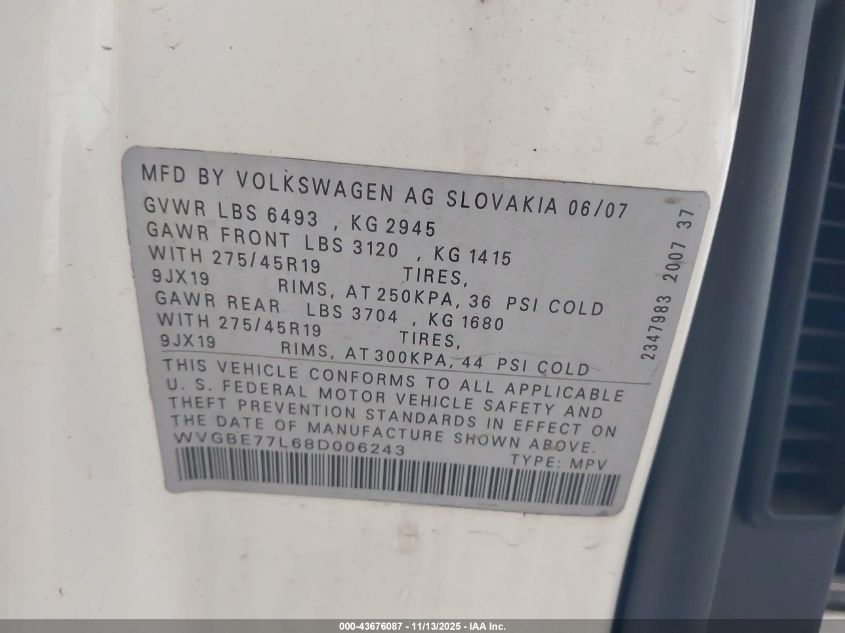 MFD BY VOLKSWAGEN AG SLOVAKIA 06/07
GVWR LBS 6493 , KG 2945
GAWR FRONT LBS 3120 , KG 1415
WITH 275/45R19 TIRES,
9JX19 RIMS, AT 250KPA, 36 PSI COLD
GAWR REAR LBS 3704 , KG 1680
WITH 275/45R19 TIRES,
9JX19 RIMS, AT 300KPA, 44 PSI COLD
2347983 2007 37
THIS VEHICLE CONFORMS TO ALL APPLICABLE
U. S. FEDERAL MOTOR VEHICLE SAFETY AND
THEFT PREVENTION STANDARDS IN EFFECT ON
THE DATE OF MANUFACTURE SHOWN ABOVE.
WVGBE77L68D006243 TYPE: MPV
000-43676087 - 11/13/2025 - IAA Inc.